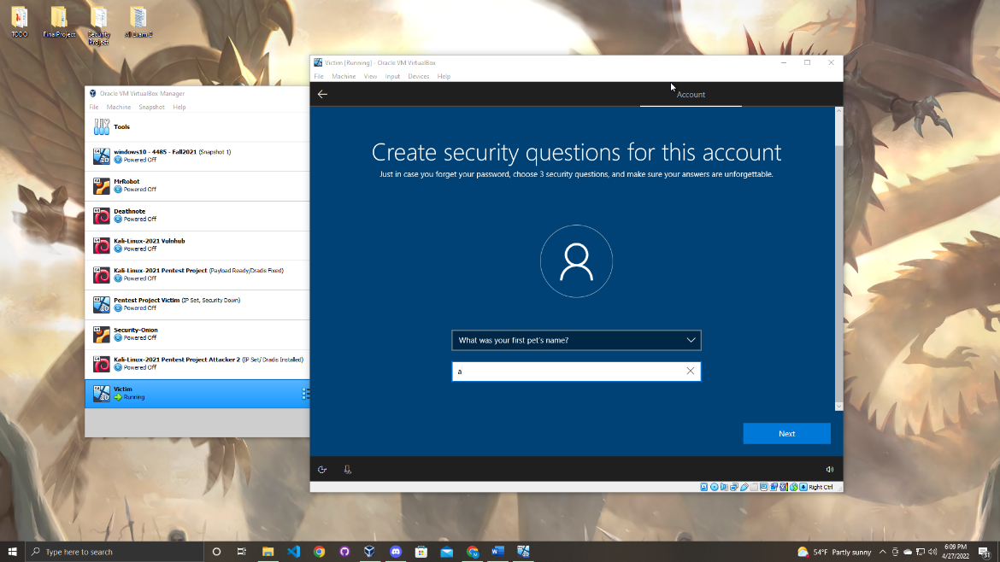 TODO
Fina Project
Security
Project
AI Exam 2
Oracle VM VirtualBox Manager
File Machine Snapshot Help
Tools
windows10 - 4485 - Fall2021 (Snapshot 1)
Powered Off
MrRobot
Powered Off
Deathnote
Powered Off
Kali-Linux-2021 Vulnhub
Powered Off
Kali-Linux-2021 Pentest Project (Payload Ready/Dradis Fixed)
Powered Off
Pentest Project Victim (IP Set, Security Down)
Powered Off
Security-Onion
Powered Off
Kali-Linux-2021 Pentest Project Attacker 2 (IP Set/ Dradis Installed)
Powered Off
Victim
Running
Victim [Running] - Oracle VM VirtualBox
File Machine View Input Devices Help
Account
Create security questions for this account
Just in case you forget your password, choose 3 security questions, and make sure your answers are unforgettable.
What was your first pet's name?
a
Next
Right Ctrl
Type here to search
54°F Partly sunny
6:09 PM
4/27/2022